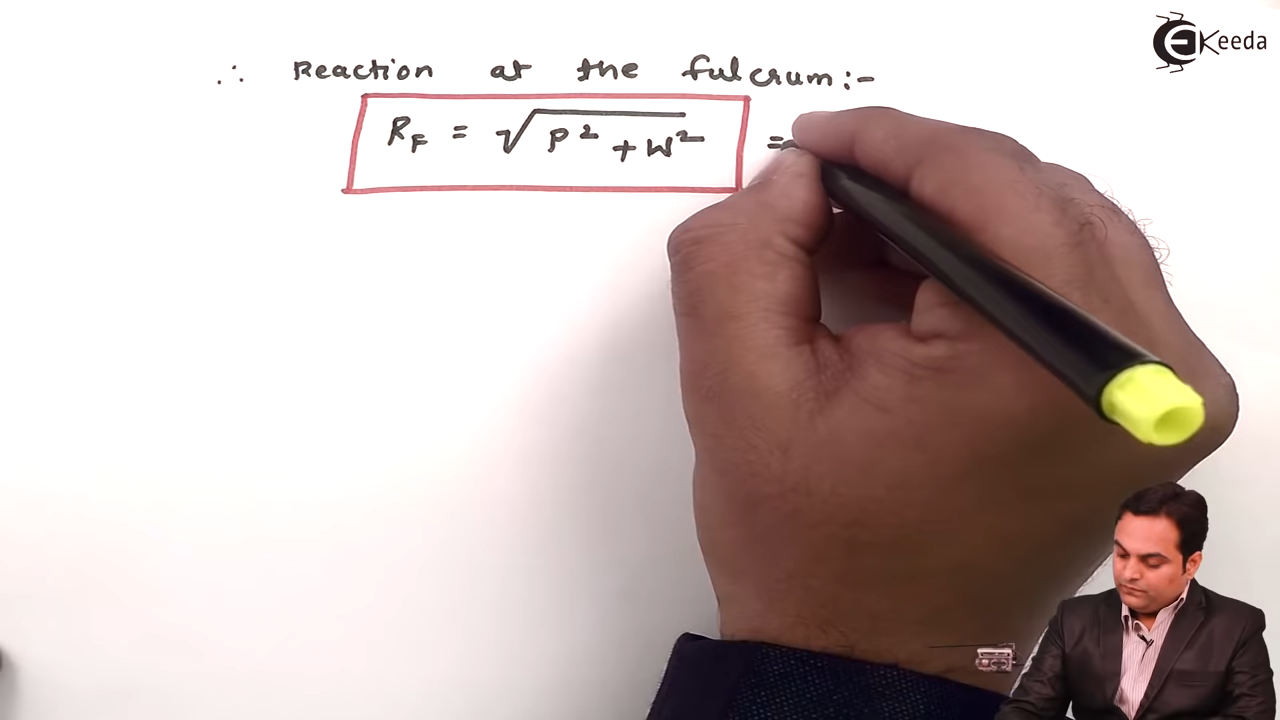 EKeeda
∴ Reaction at the fulcrum:-
R_F = √(P² + W²) =